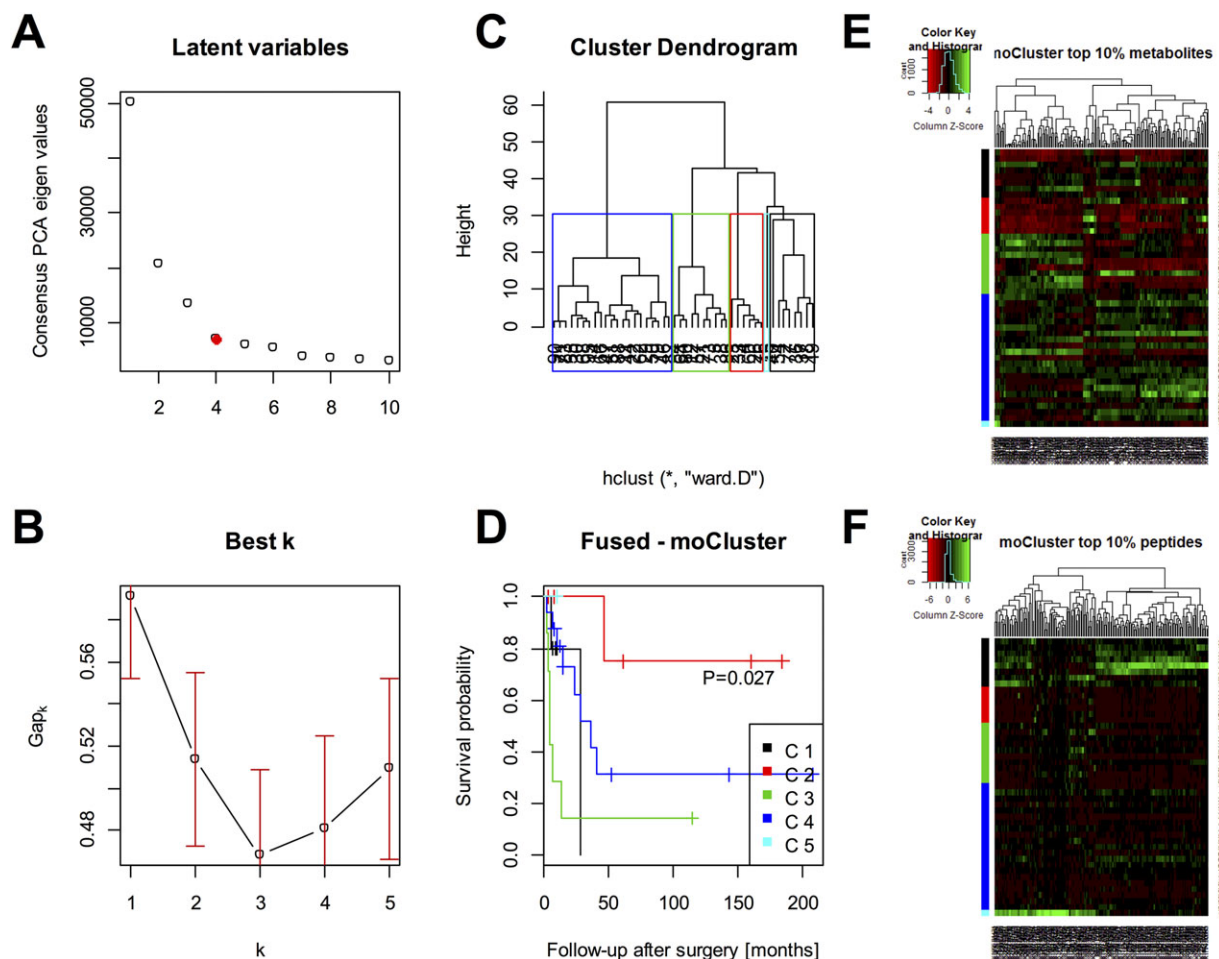 A
Latent variables
Consensus PCA eigen values
50000
30000
10000
2
4
6
8
10
B
Best k
Gapk
0.56
0.52
0.48
1
2
3
4
5
k
C
Cluster Dendrogram
Height
60
50
40
30
20
10
0
hclust (*, "ward.D")
D
Fused - moCluster
Survival probability
1.0
0.8
0.6
0.4
0.2
0.0
P=0.027
C 1
C 2
C 3
C 4
C 5
0
50
100
150
200
Follow-up after surgery [months]
E
Color Key
and Histogram
Count
0
1000
-4
0
4
Column Z-Score
moCluster top 10% metabolites
F
Color Key
and Histogram
Count
0
3000
-6
0
6
Column Z-Score
moCluster top 10% peptides